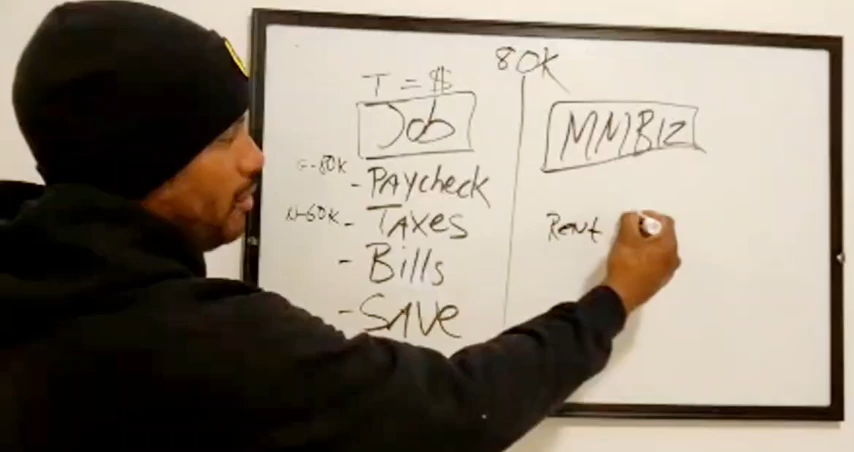 80K
T = $
Job
MMBIZ
G-80K
- PAycheck
N-60K - TAxes
Rent
- Bills
- SAVE